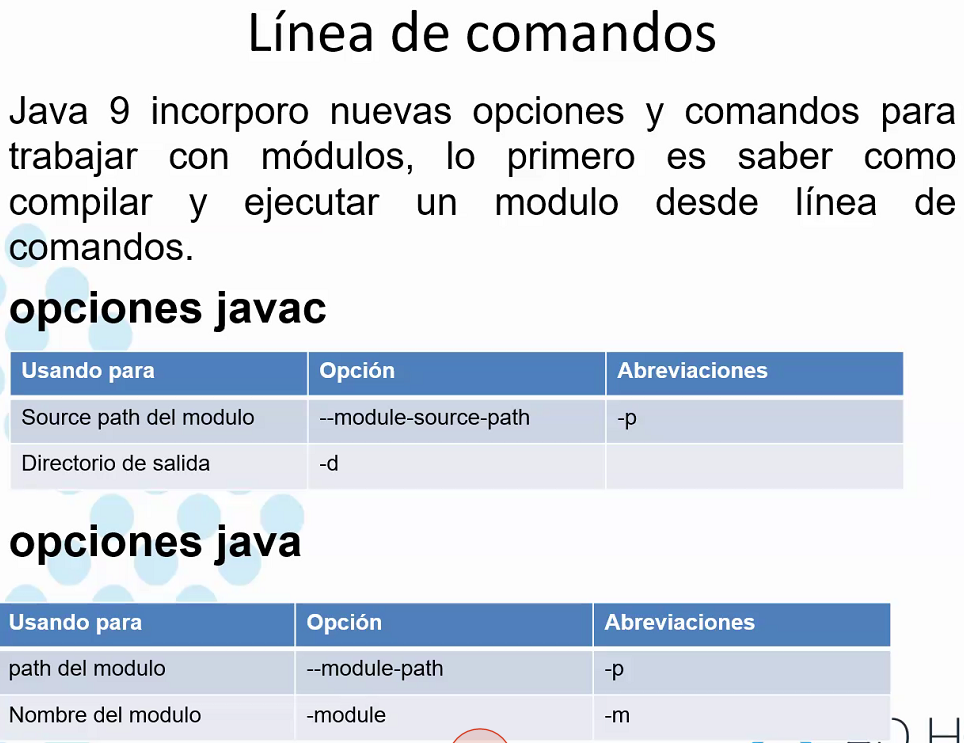 Línea de comandos
Java 9 incorporo nuevas opciones y comandos para
trabajar con módulos, lo primero es saber como
compilar y ejecutar un modulo desde línea de
comandos.
opciones javac
Usando para Opción Abreviaciones
Source path del modulo --module-source-path -p
Directorio de salida -d
opciones java
Usando para Opción Abreviaciones
path del modulo --module-path -p
Nombre del modulo -module -m